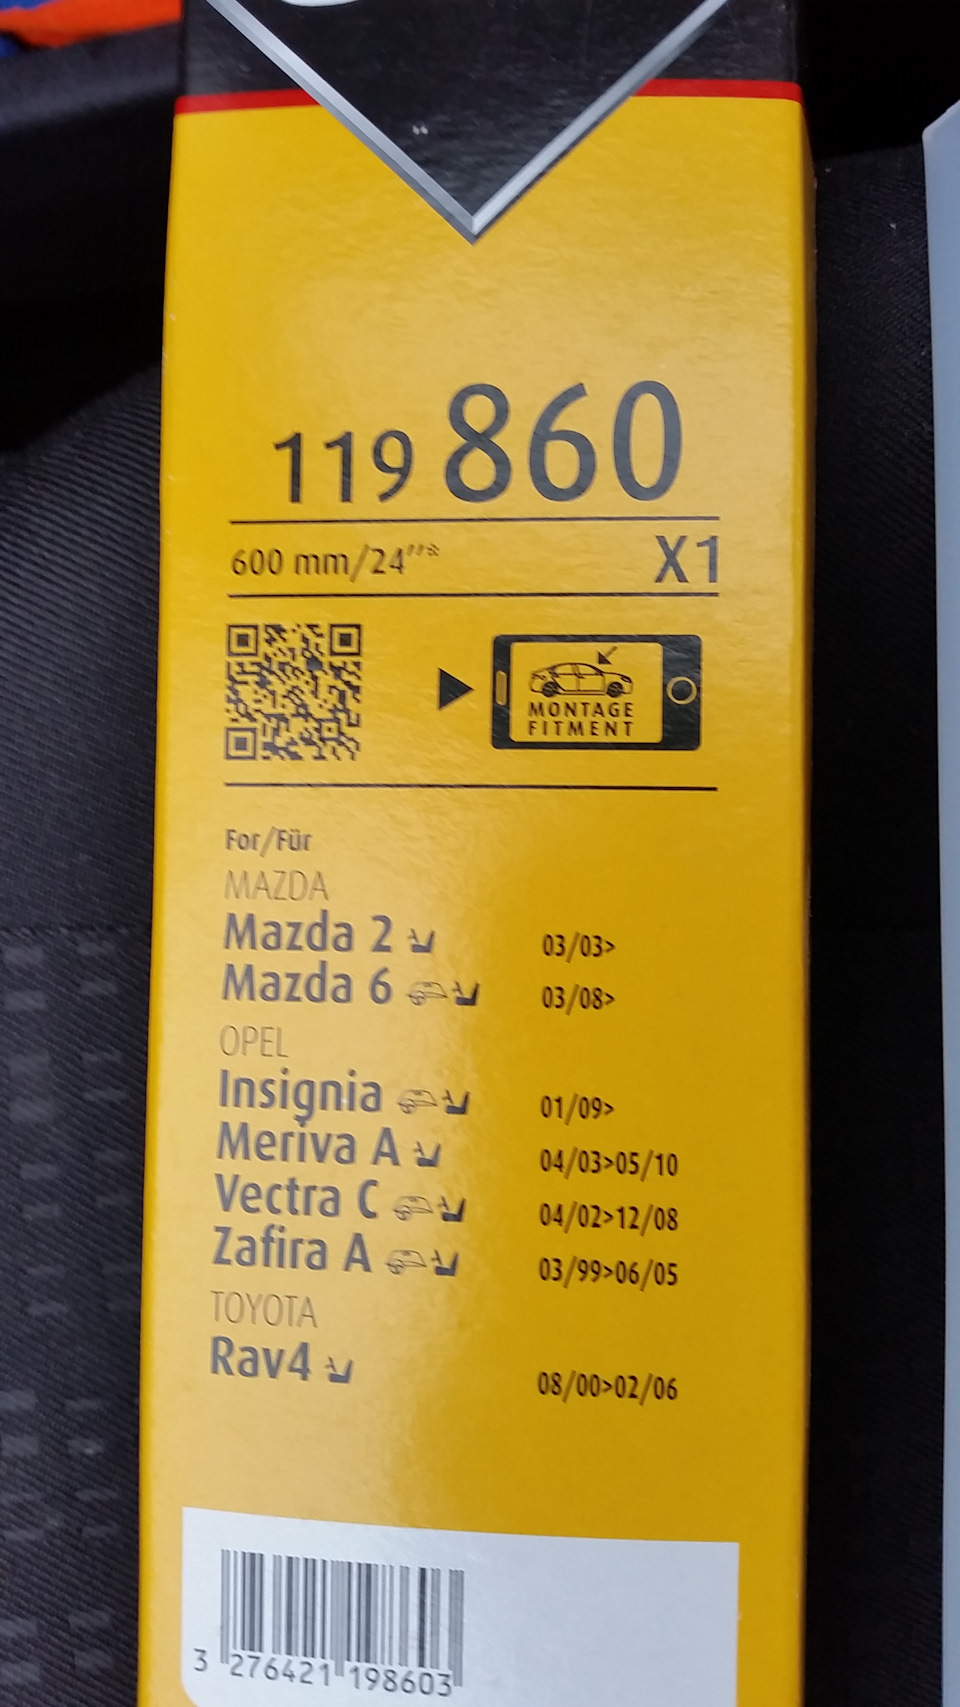 119 860
600 mm/24"* X1
MONTAGE
FITMENT
For/Für
MAZDA
Mazda 2 03/03>
Mazda 6 03/08>
OPEL
Insignia 01/09>
Meriva A 04/03>05/10
Vectra C 04/02>12/08
Zafira A 03/99>06/05
TOYOTA
Rav4 08/00>02/06
3 276421 198603